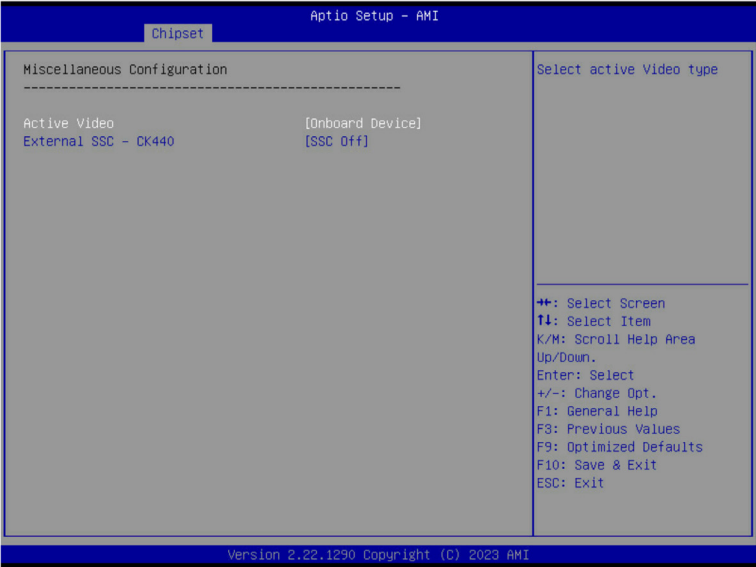 Aptio Setup – AMI
Chipset
Miscellaneous Configuration
--------------------------------------------------
Active Video [Onboard Device]
External SSC – CK440 [SSC Off]
Select active Video type
→←: Select Screen
↑↓: Select Item
K/M: Scroll Help Area
Up/Down.
Enter: Select
+/-: Change Opt.
F1: General Help
F3: Previous Values
F9: Optimized Defaults
F10: Save & Exit
ESC: Exit
Version 2.22.1290 Copyright (C) 2023 AMI